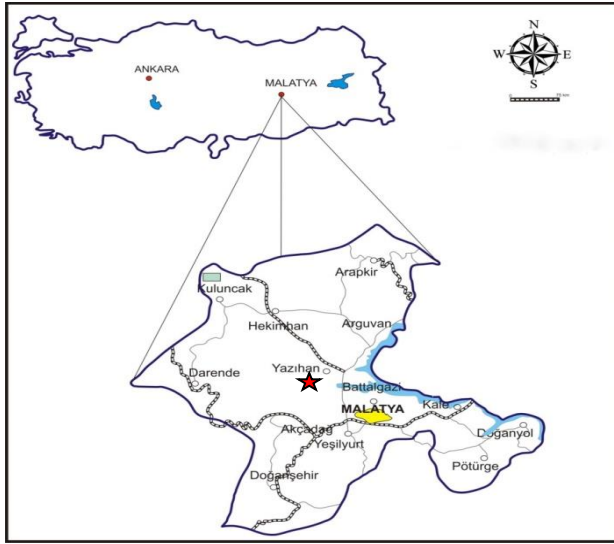 N
ANKARA
MALATYA
W
E
S
Arapkir
Kuluncak
Hekimhan
Arguvan
Darende
Yazıhan
Battalgazi
MALATYA
Kale
Akçadağ
Yeşilyurt
Doğanyol
Pötürge
Doğanşehir